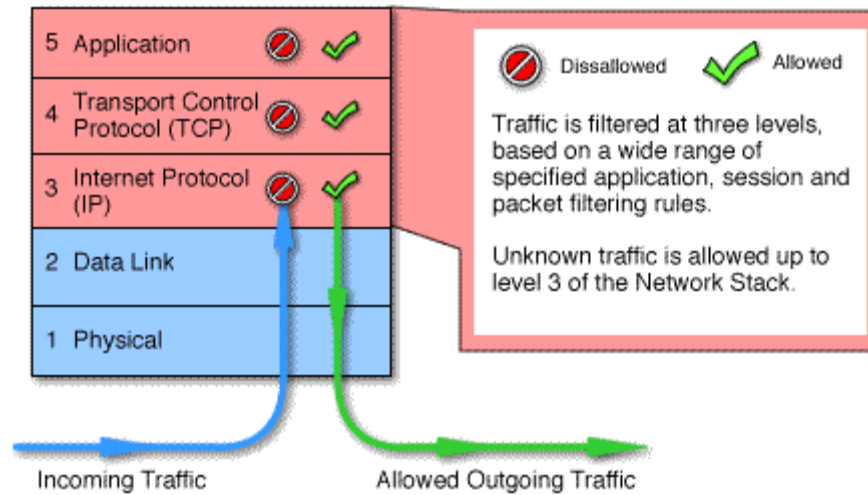 5 Application
4 Transport Control
Protocol (TCP)
3 Internet Protocol
(IP)
2 Data Link
1 Physical
Incoming Traffic
Allowed Outgoing Traffic
Dissallowed
Allowed
Traffic is filtered at three levels,
based on a wide range of
specified application, session and
packet filtering rules.
Unknown traffic is allowed up to
level 3 of the Network Stack.